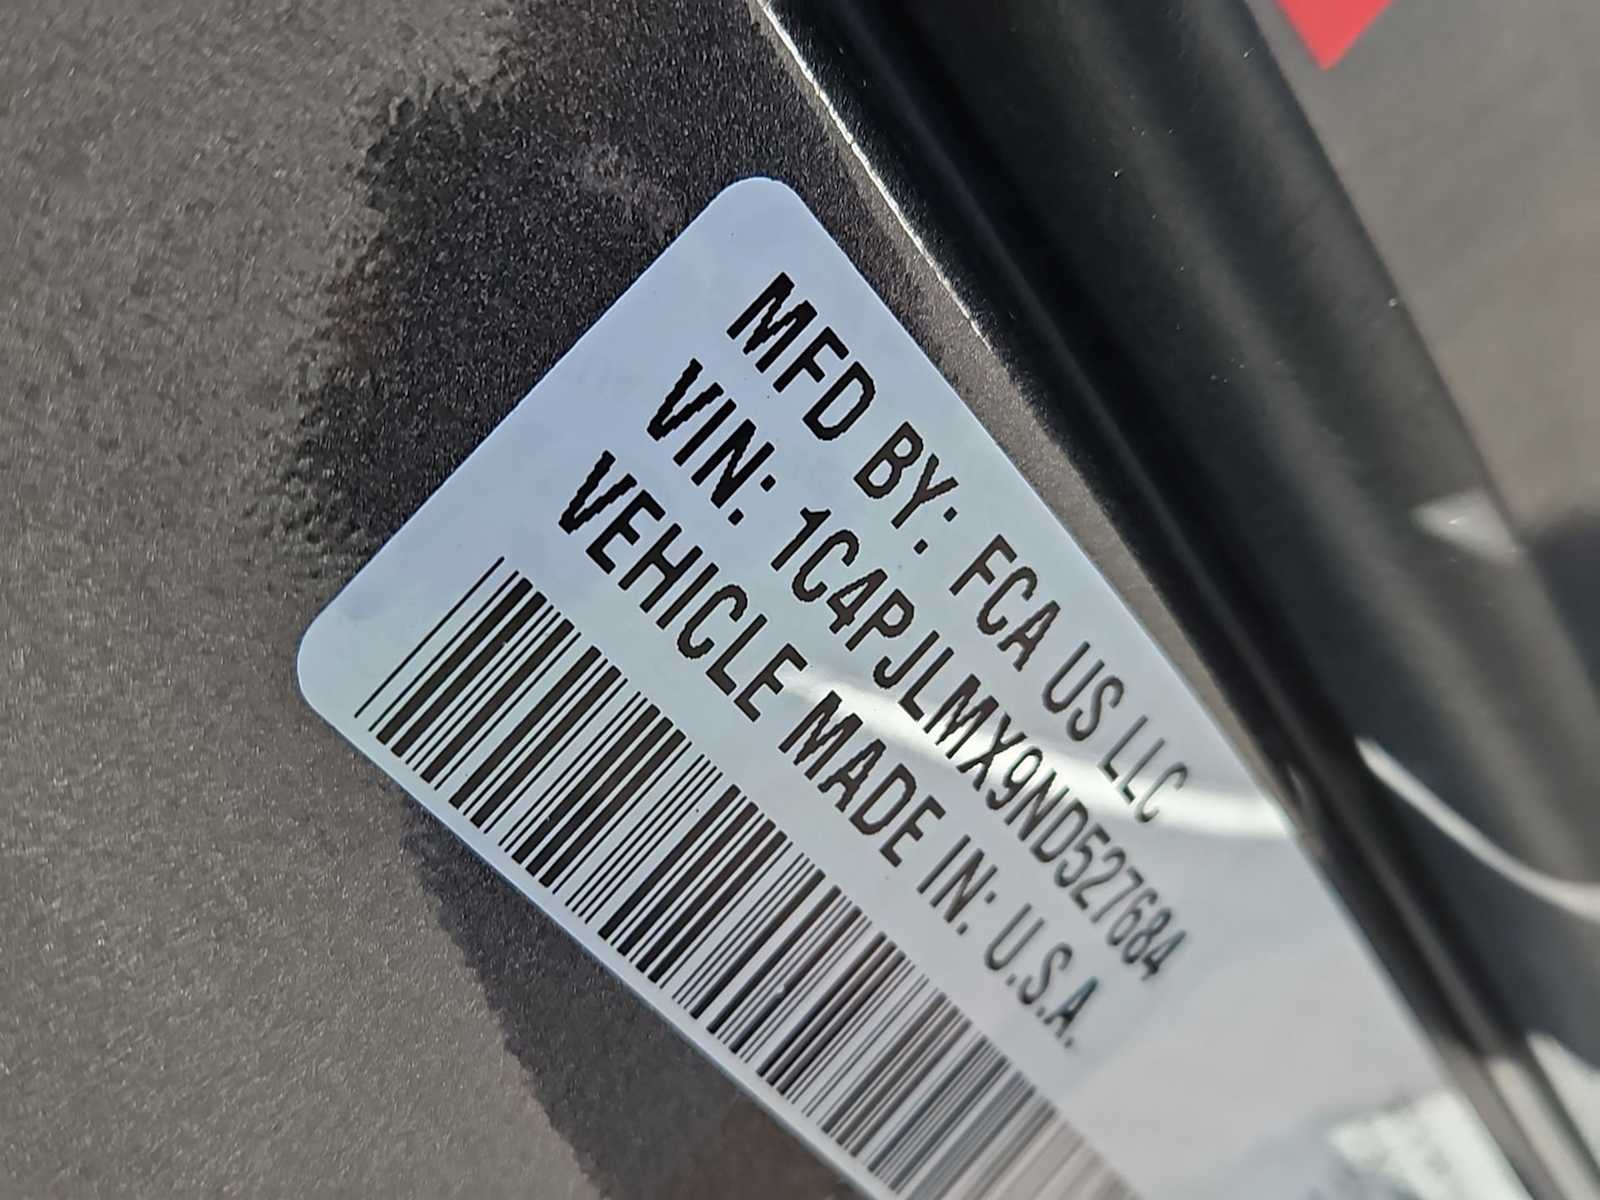 MFD BY: FCA US LLC
VIN: 1C4PJLMX9ND527684
VEHICLE MADE IN: U.S.A.